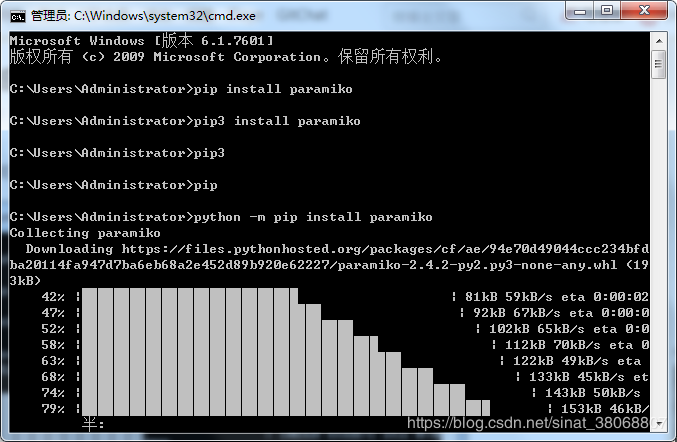 管理员: C:\Windows\system32\cmd.exe
Microsoft Windows [版本 6.1.7601]
版权所有 (c) 2009 Microsoft Corporation。保留所有权利。
C:\Users\Administrator>pip install paramiko
C:\Users\Administrator>pip3 install paramiko
C:\Users\Administrator>pip3
C:\Users\Administrator>pip
C:\Users\Administrator>python -m pip install paramiko
Collecting paramiko
Downloading https://files.pythonhosted.org/packages/cf/ae/94e70d49044ccc234bfd
ba20114fa947d7ba6eb68a2e452d89b920e62227/paramiko-2.4.2-py2.py3-none-any.whl (19
3kB)
42% | | 81kB 59kB/s eta 0:00:02
47% | | 92kB 67kB/s eta 0:00:0
52% | | 102kB 65kB/s eta 0:0
58% | | 112kB 70kB/s eta 0
63% | | 122kB 49kB/s eta
68% | | 133kB 45kB/s et
74% | | 143kB 50kB/s
79% | | 153kB 46kB/
半:
https://blog.csdn.net/sinat_380688